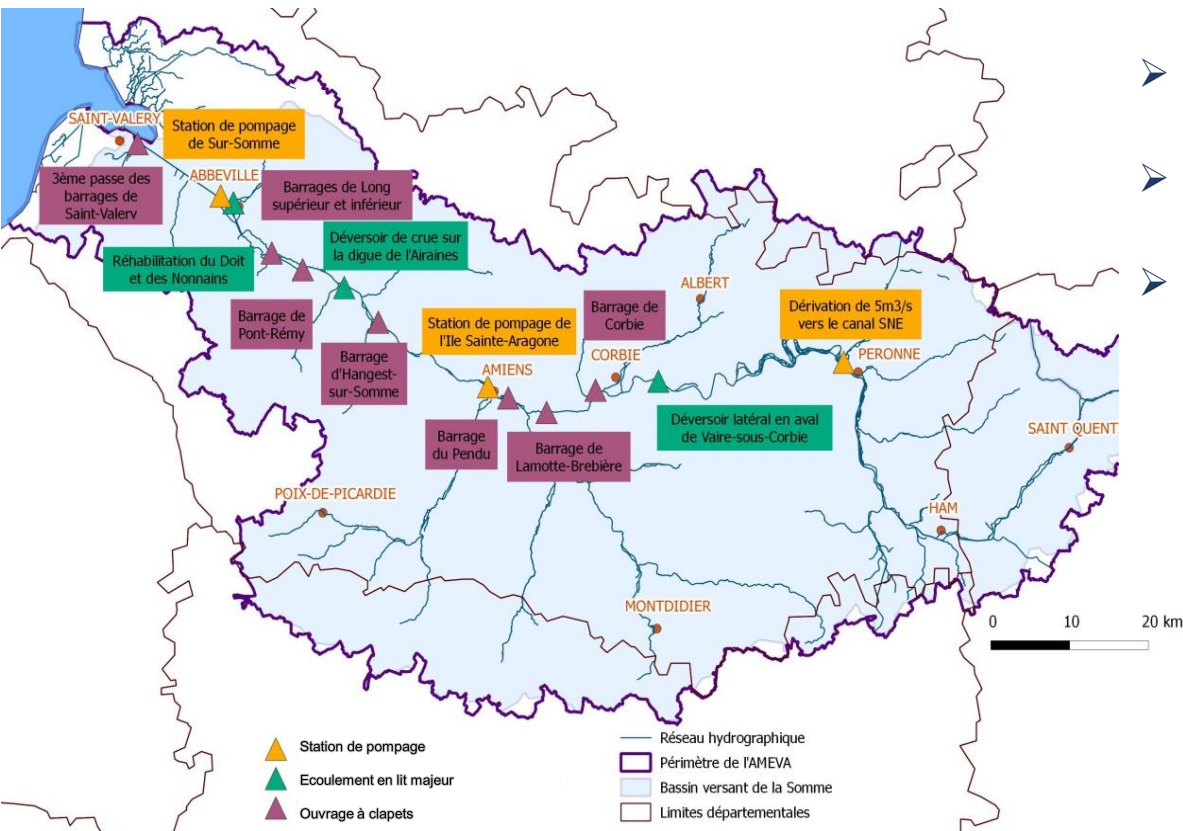 SAINT-VALERY
Station de pompage
de Sur-Somme
3ème passe des
barrages de
Saint-Valerv
ABBEVILLE
Barrages de Long
supérieur et inférieur
Réhabilitation du Doit
et des Nonnains
Déversoir de crue sur
la digue de l'Airaines
Barrage de
Pont-Rémy
Barrage
d'Hangest-
sur-Somme
Station de pompage de
l'Ile Sainte-Aragone
AMIENS
Barrage de
Corbie
CORBIE
ALBERT
Dérivation de 5m3/s
vers le canal SNE
PERONNE
Barrage
du Pendu
Barrage de
Lamotte-Brebière
Déversoir latéral en aval
de Vaire-sous-Corbie
SAINT QUENT
POIX-DE-PICARDIE
HAM
MONTDIDIER
0 10 20 km
Station de pompage
Ecoulement en lit majeur
Ouvrage à clapets
Réseau hydrographique
Périmètre de l'AMEVA
Bassin versant de la Somme
Limites départementales